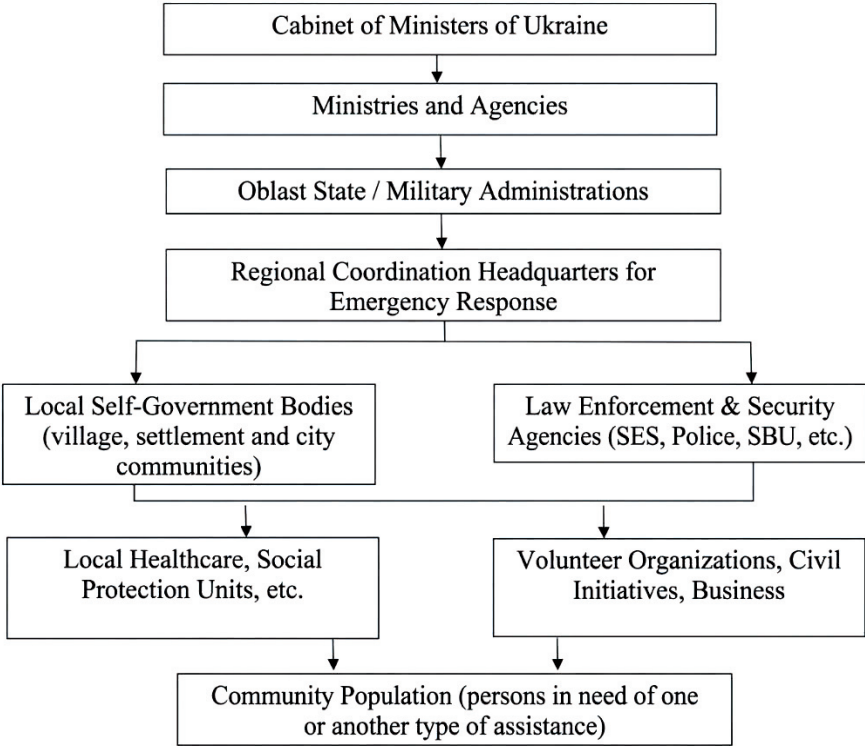 Cabinet of Ministers of Ukraine
Ministries and Agencies
Oblast State / Military Administrations
Regional Coordination Headquarters for
Emergency Response
Local Self-Government Bodies
(village, settlement and city
communities)
Law Enforcement & Security
Agencies (SES, Police, SBU, etc.)
Local Healthcare, Social
Protection Units, etc.
Volunteer Organizations, Civil
Initiatives, Business
Community Population (persons in need of one
or another type of assistance)